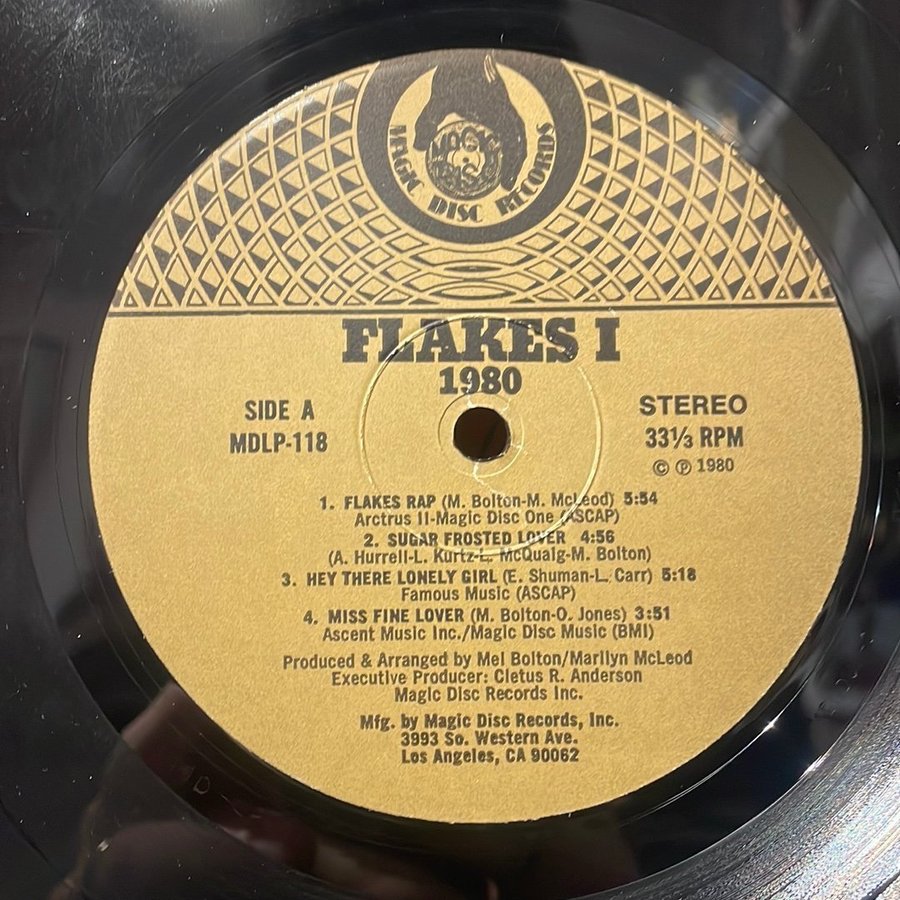 MAGIC DISC RECORDS
MAGIC DISC
FLAKES I
1980
SIDE A
MDLP-118
STEREO
33⅓ RPM
© ℗ 1980
1. FLAKES RAP (M. Bolton-M. McLeod) 5:54
Arctrus II-Magic Disc One (ASCAP)
2. SUGAR FROSTED LOVER 4:56
(A. Hurrell-L. Kurtz-L. McQuaig-M. Bolton)
3. HEY THERE LONELY GIRL (E. Shuman-L. Carr) 5:18
Famous Music (ASCAP)
4. MISS FINE LOVER (M. Bolton-O. Jones) 3:51
Ascent Music Inc./Magic Disc Music (BMI)
Produced & Arranged by Mel Bolton/Marilyn McLeod
Executive Producer: Cletus R. Anderson
Magic Disc Records Inc.
Mfg. by Magic Disc Records, Inc.
3993 So. Western Ave.
Los Angeles, CA 90062